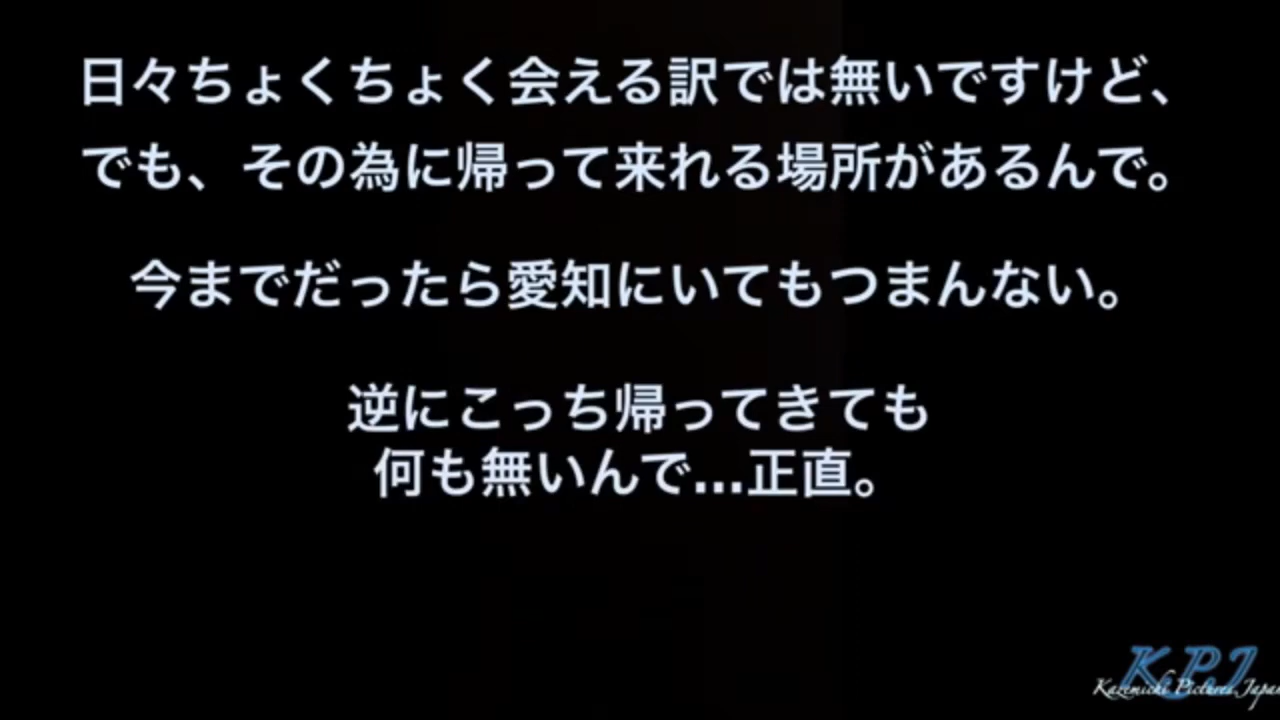 日々ちょくちょく会える訳では無いですけど、
でも、その為に帰って来れる場所があるんで。
今までだったら愛知にいてもつまんない。
逆にこっち帰ってきても
何も無いんで...正直。
KPJ
Kazemichi Pictures Japan